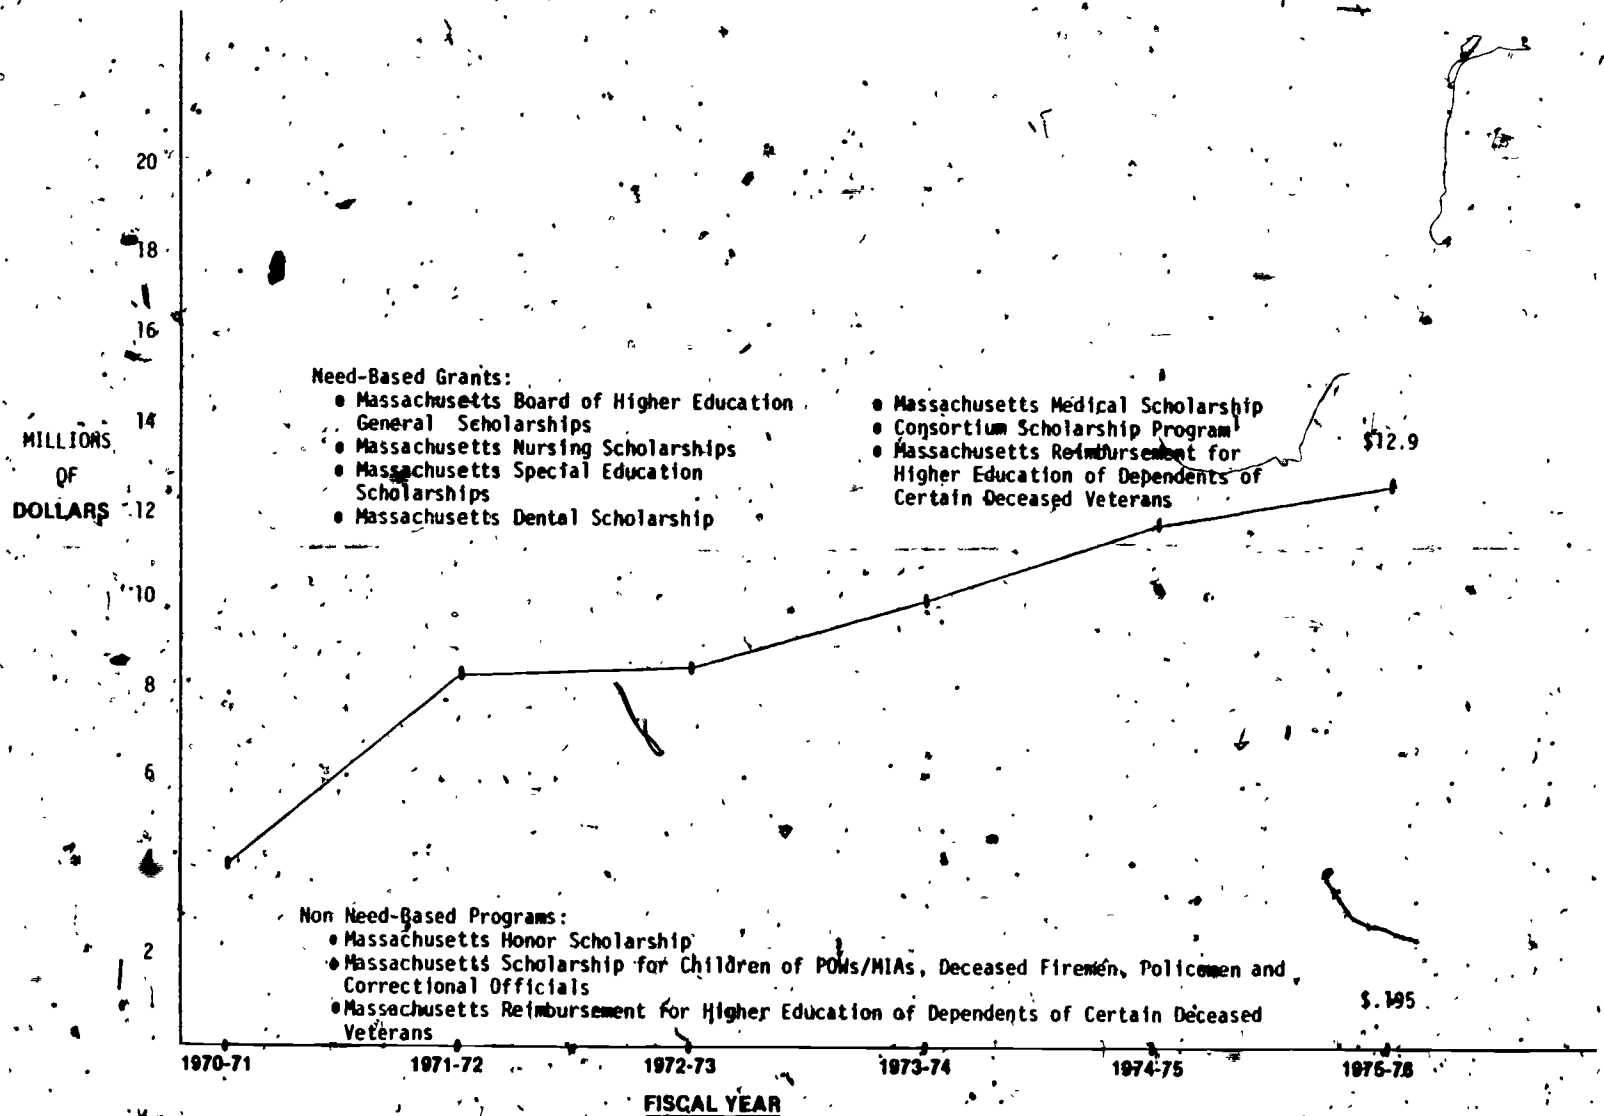 20
18
16
Need-Based Grants:
• Massachusetts Board of Higher Education
General Scholarships
• Massachusetts Nursing Scholarships
• Massachusetts Special Education
Scholarships
• Massachusetts Dental Scholarship
• Massachusetts Medical Scholarship
• Consortium Scholarship Program
• Massachusetts Reimbursement for
Higher Education of Dependents of
Certain Deceased Veterans
$12.9
14
MILLIONS
OF
DOLLARS
12
10
8
6
2
Non Need-Based Programs:
• Massachusetts Honor Scholarship
• Massachusetts Scholarship for Children of POWs/MIAs, Deceased Firemen, Policemen and
Correctional Officials
• Massachusetts Reimbursement for Higher Education of Dependents of Certain Deceased
Veterans
$.195
1970-71 1971-72 1972-73 1973-74 1974-75 1975-76
FISCAL YEAR